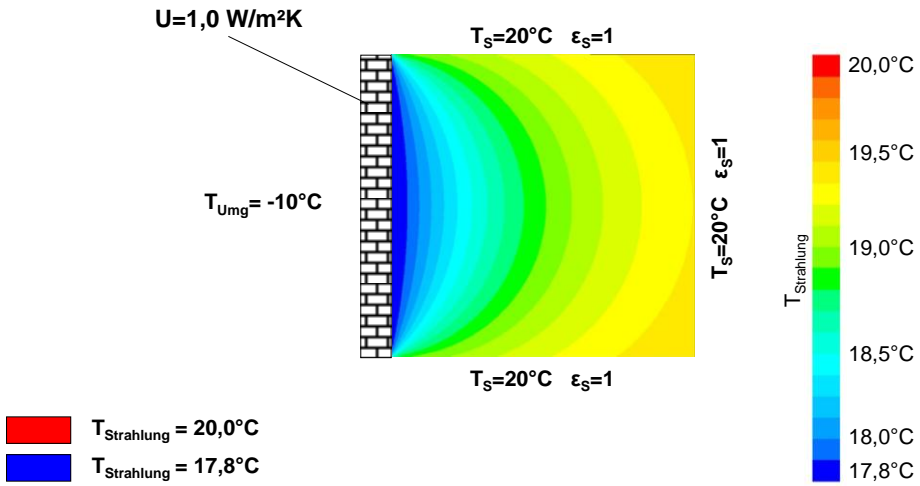 U=1,0 W/m²K
T_S=20°C ε_S=1
T_Umg= -10°C
T_S=20°C ε_S=1
T_S=20°C ε_S=1
T_Strahlung
20,0°C
19,5°C
19,0°C
18,5°C
18,0°C
17,8°C
T_Strahlung = 20,0°C
T_Strahlung = 17,8°C